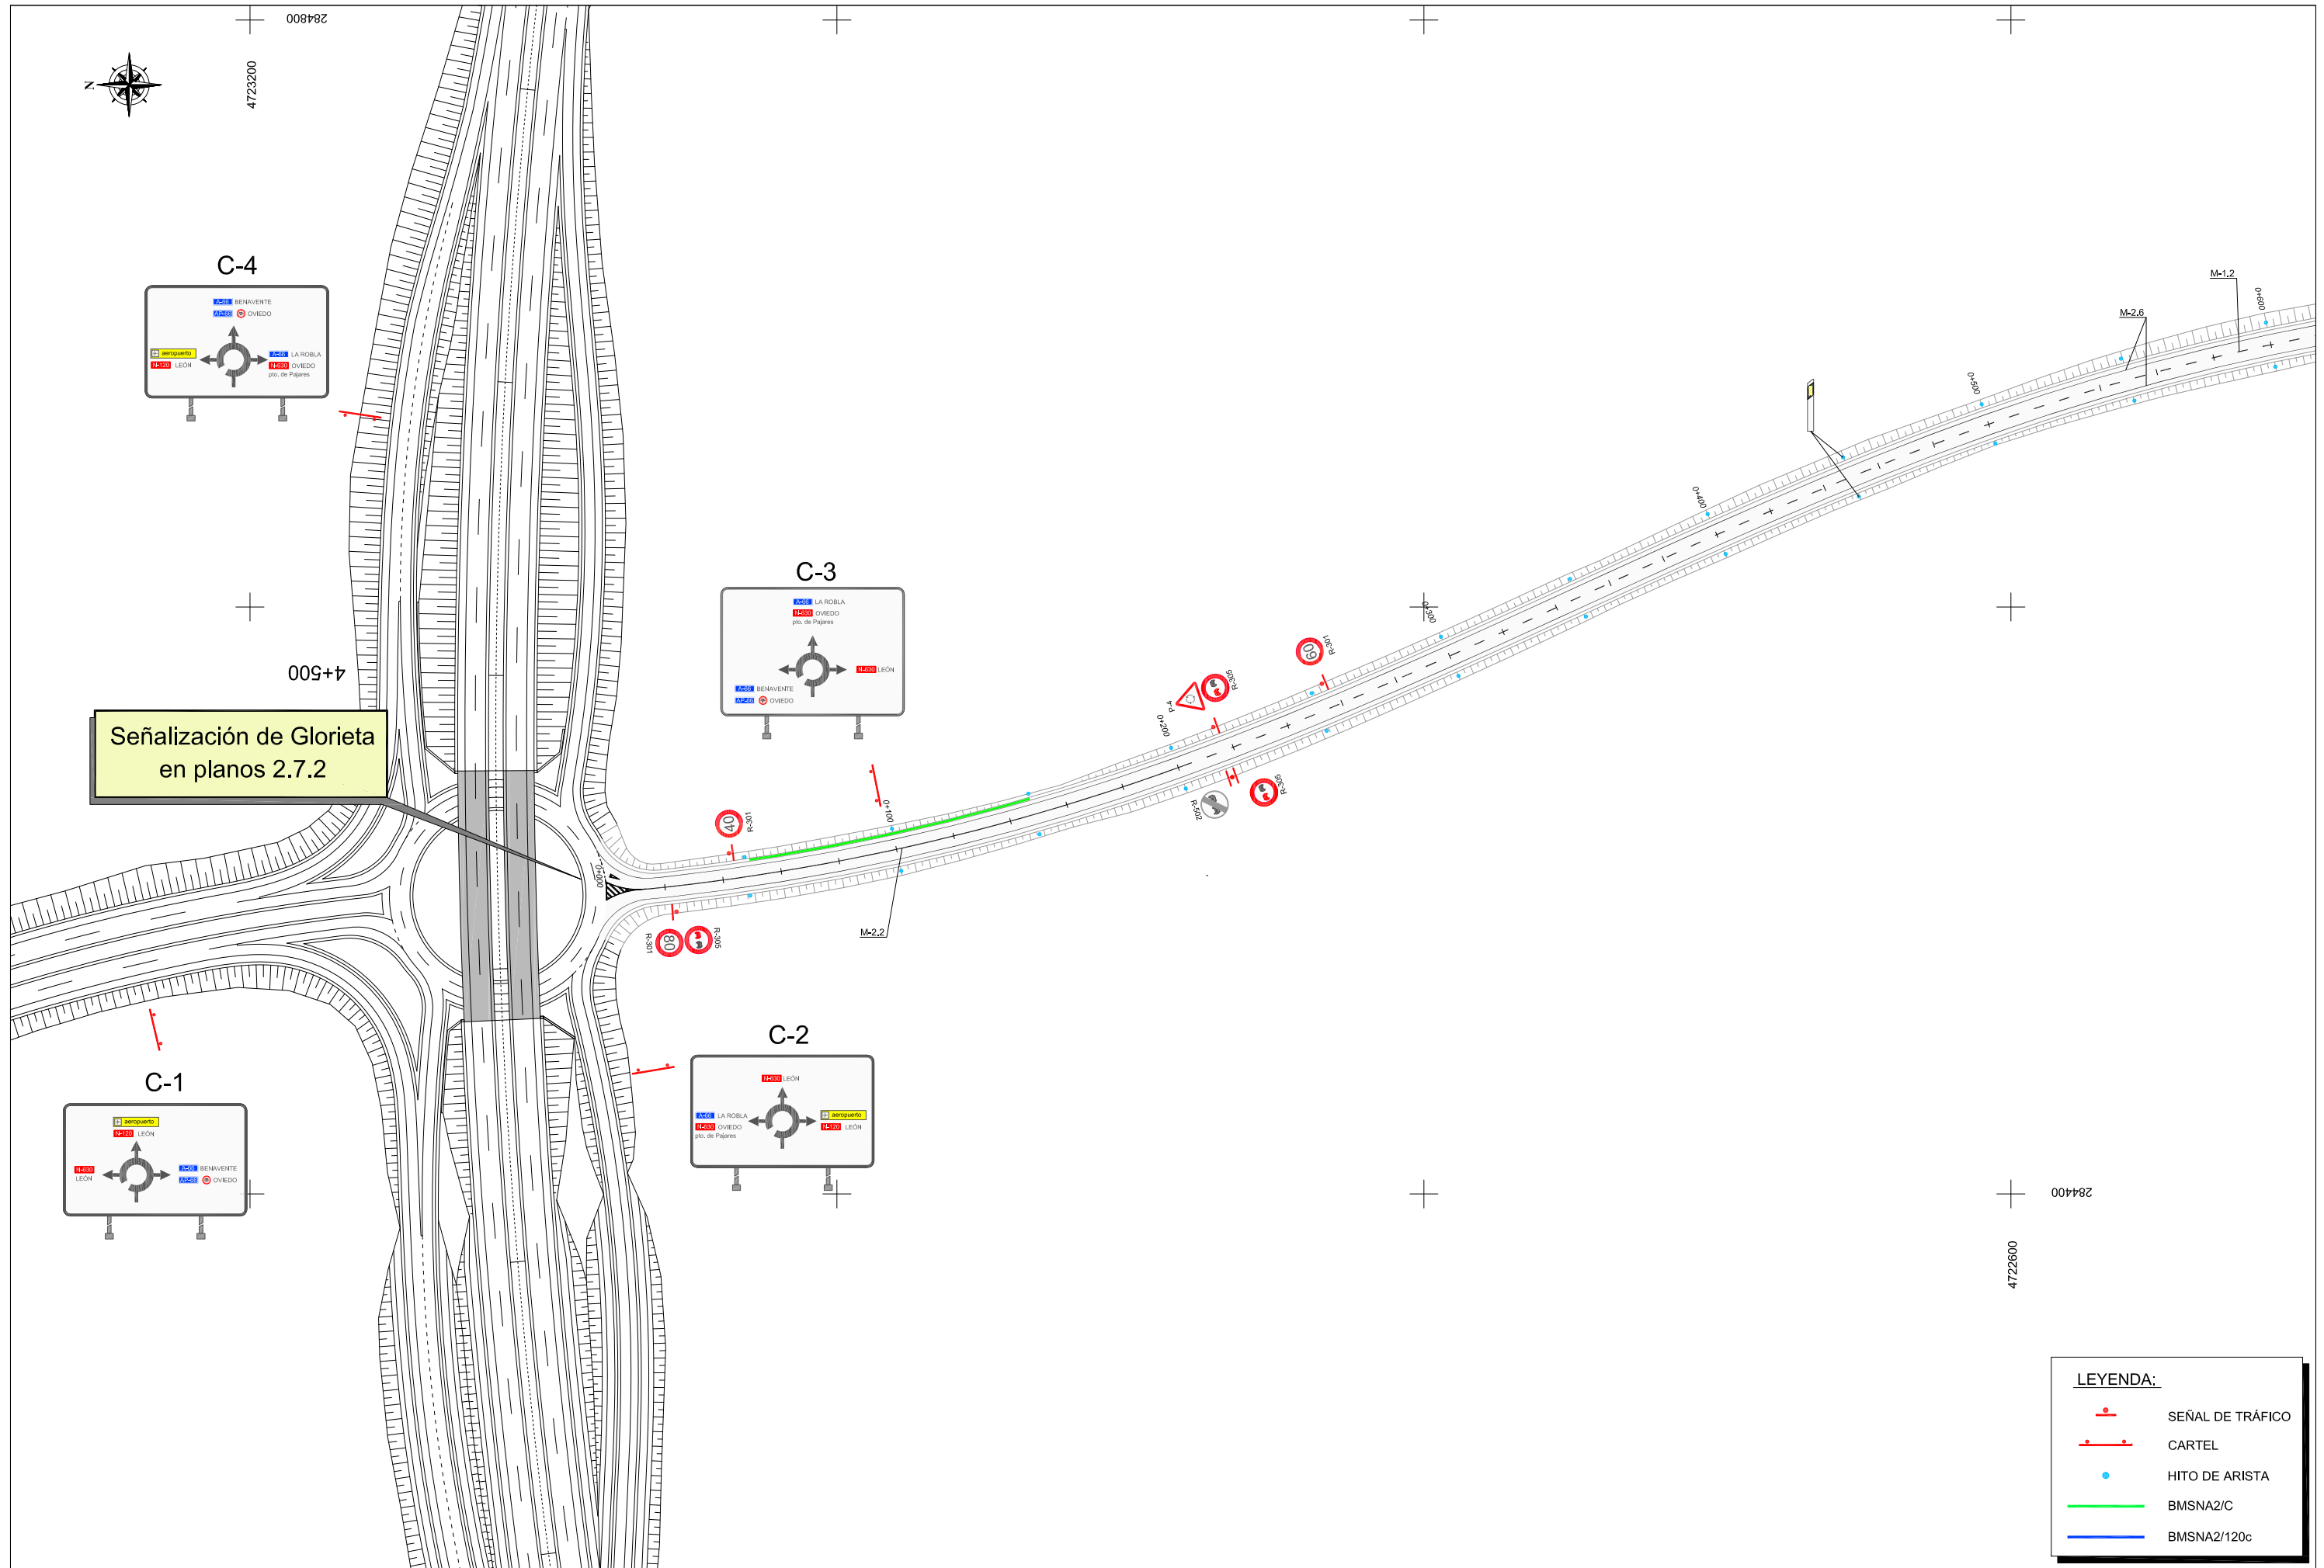 284800
4723200
N
C-4
A-66 BENAVENTE
AP-66 OVIEDO
aeropuerto
N-120 LEÓN
A-66 LA ROBLA
N-630 OVIEDO
pto. de Pajares
4+500
Señalización de Glorieta
en planos 2.7.2
C-3
A-66 LA ROBLA
N-630 OVIEDO
pto. de Pajares
N-630 LEÓN
A-66 BENAVENTE
AP-66 OVIEDO
M-1.2
M-2.6
0+600
0+500
0+400
0+300
60
R-301
R-305
P-4
0+200
R-305
R-502
0+100
40
R-301
0+000
M-2.2
R-301
80
R-305
C-1
aeropuerto
N-120 LEÓN
N-630
LEÓN
A-66 BENAVENTE
AP-66 OVIEDO
C-2
N-630 LEÓN
A-66 LA ROBLA
N-630 OVIEDO
pto. de Pajares
aeropuerto
N-120 LEÓN
284400
4722600
LEYENDA:
SEÑAL DE TRÁFICO
CARTEL
HITO DE ARISTA
BMSNA2/C
BMSNA2/120c